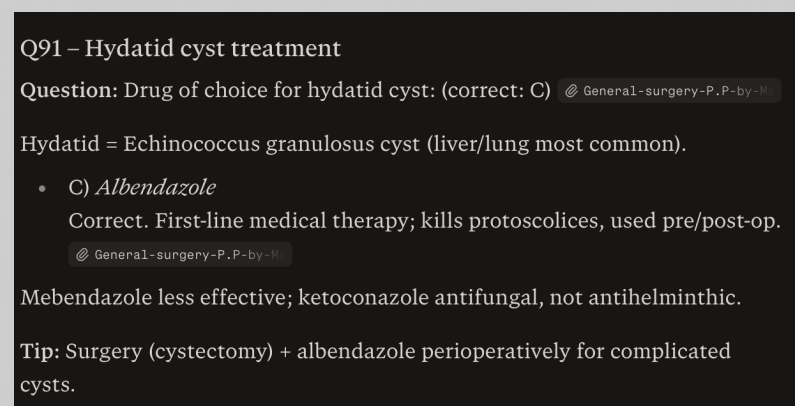 Q91 – Hydatid cyst treatment
Question: Drug of choice for hydatid cyst: (correct: C) General-surgery-P.P-by-M
Hydatid = Echinococcus granulosus cyst (liver/lung most common).
• C) Albendazole
Correct. First-line medical therapy; kills protoscolices, used pre/post-op.
General-surgery-P.P-by-M
Mebendazole less effective; ketoconazole antifungal, not antihelminthic.
Tip: Surgery (cystectomy) + albendazole perioperatively for complicated
cysts.